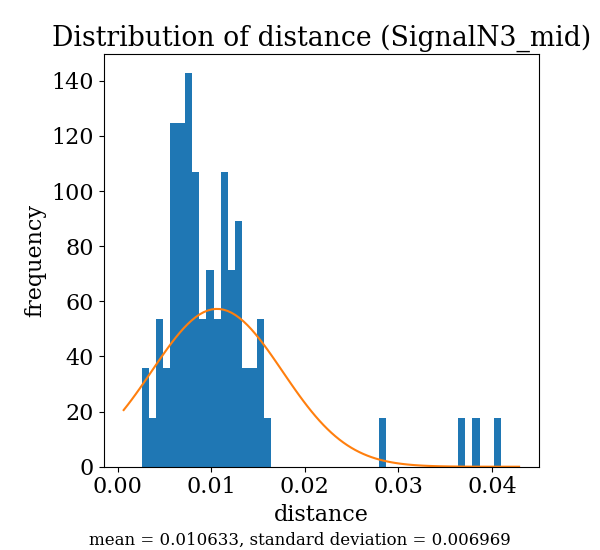 Distribution of distance (SignalN3_mid)
140
120
100
80
60
40
20
0
frequency
0.00 0.01 0.02 0.03 0.04
distance
mean = 0.010633, standard deviation = 0.006969